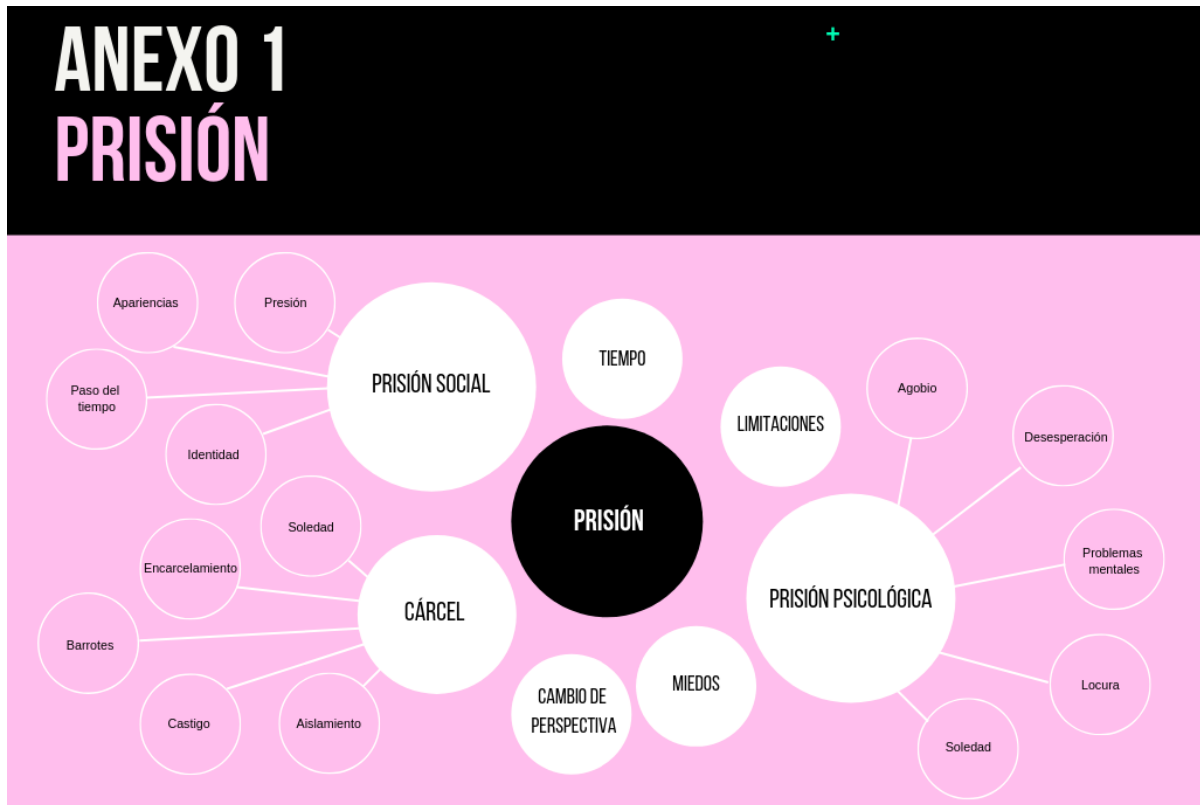 ANEXO 1
PRISIÓN
Apariencias
Presión
Paso del
tiempo
Identidad
PRISIÓN SOCIAL
TIEMPO
LIMITACIONES
Agobio
Desesperación
Problemas
mentales
PRISIÓN PSICOLÓGICA
Locura
Soledad
PRISIÓN
Soledad
Encarcelamiento
CÁRCEL
Barrotes
Castigo
Aislamiento
CAMBIO DE
PERSPECTIVA
MIEDOS